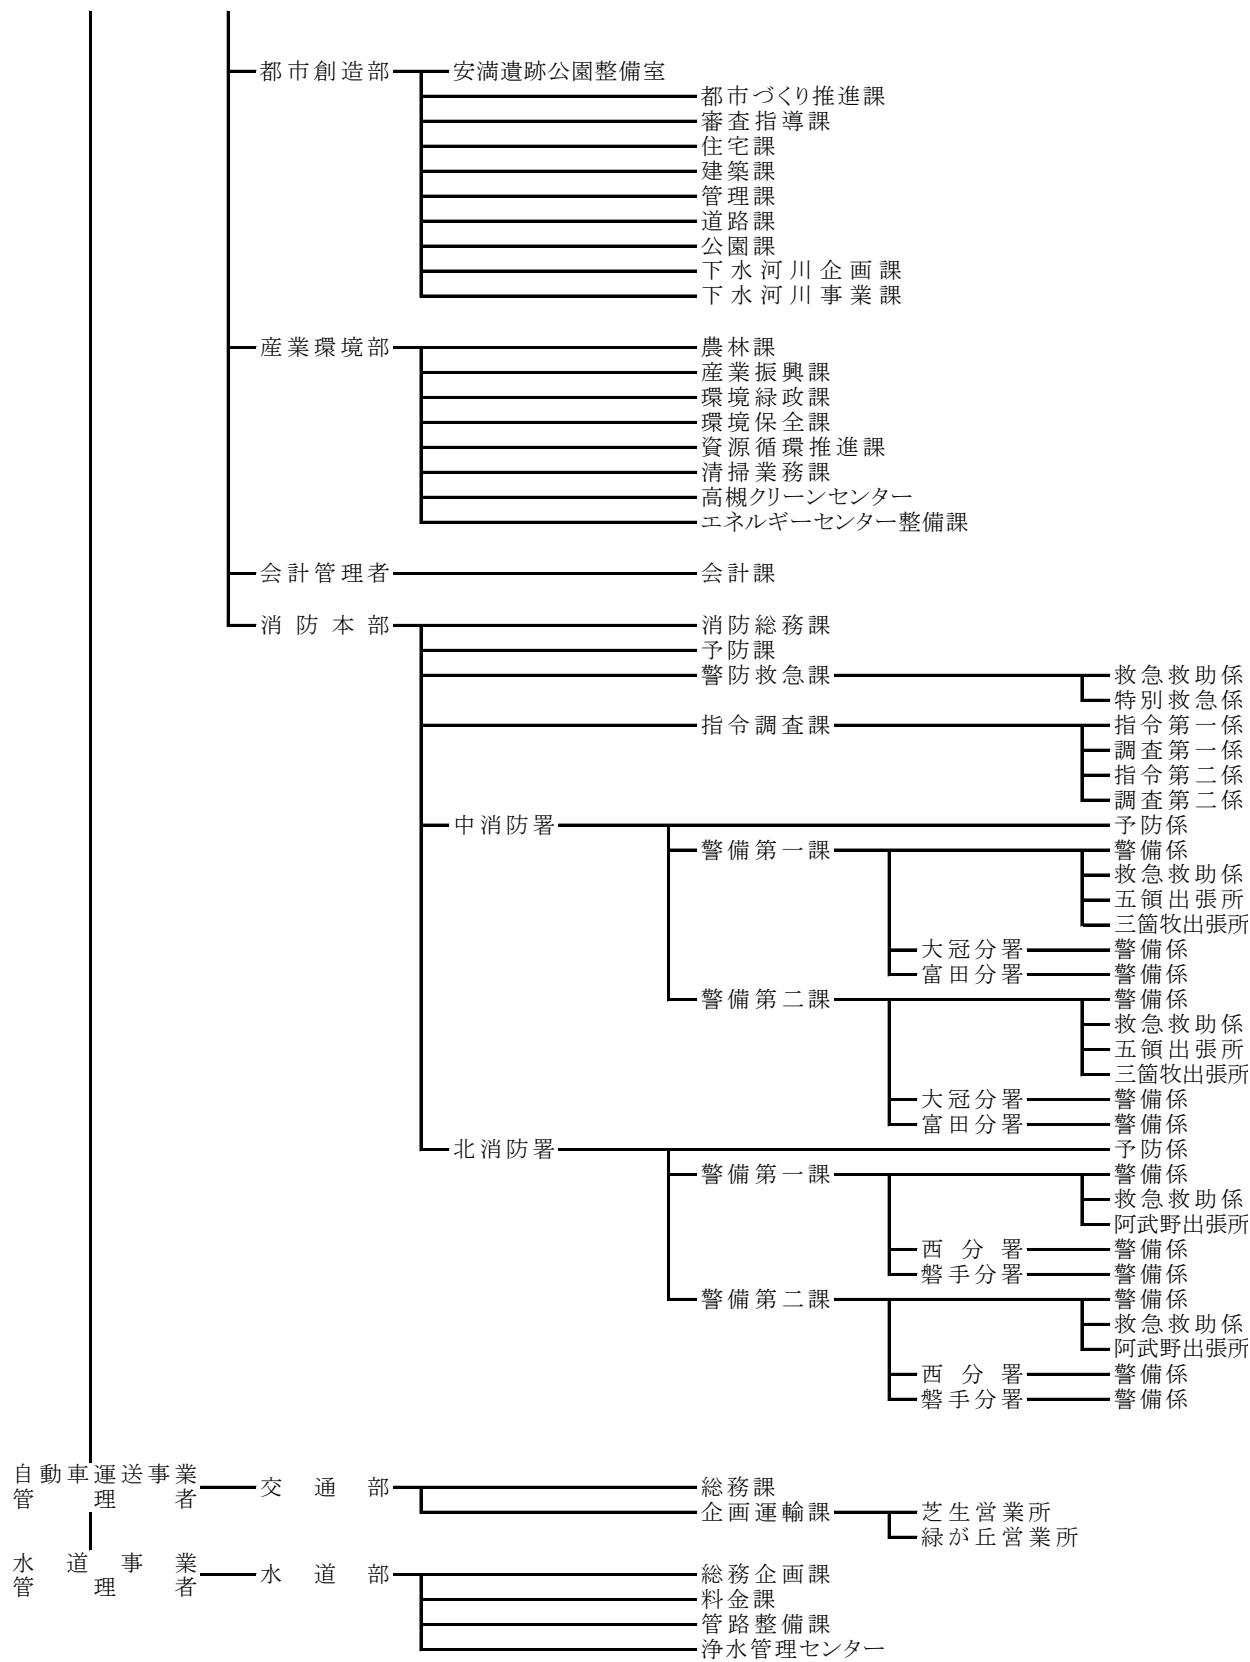 都市創造部 安満遺跡公園整備室
都市づくり推進課
審査指導課
住宅課
建築課
管理課
道路課
公園課
下水河川企画課
下水河川事業課
産業環境部 農林課
産業振興課
環境緑政課
環境保全課
資源循環推進課
清掃業務課
高槻クリーンセンター
エネルギーセンター整備課
会計管理者 会計課
消防本部 消防総務課
予防課
警防救急課 救急救助係
特別救急係
指令調査課 指令第一係
調査第一係
指令第二係
調査第二係
中消防署 予防係
警備第一課 警備係
救急救助係
五領出張所
三箇牧出張所
大冠分署 警備係
富田分署 警備係
警備第二課 警備係
救急救助係
五領出張所
三箇牧出張所
大冠分署 警備係
富田分署 警備係
北消防署 予防係
警備第一課 警備係
救急救助係
阿武野出張所
西分署 警備係
磐手分署 警備係
警備第二課 警備係
救急救助係
阿武野出張所
西分署 警備係
磐手分署 警備係
自動車運送事業
管理者 交通部 総務課
企画運輸課 芝生営業所
緑が丘営業所
水道事業
管理者 水道部 総務企画課
料金課
管路整備課
浄水管理センター